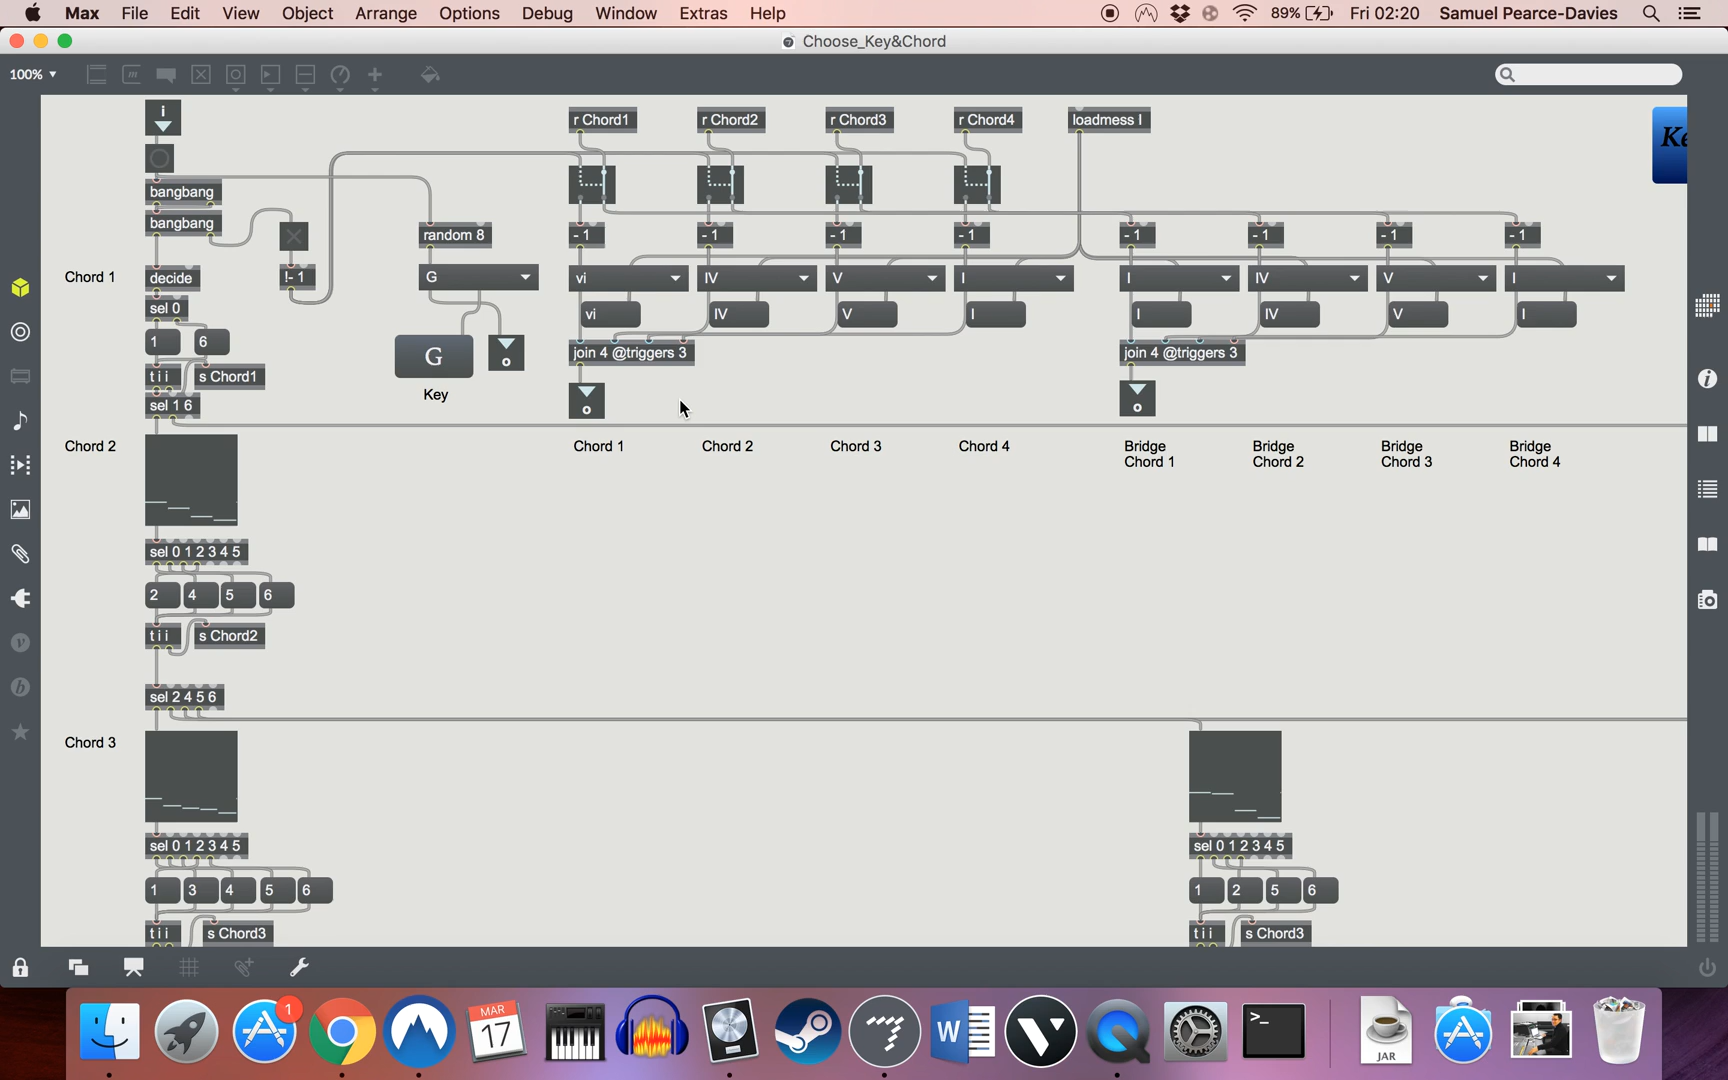 Max File Edit View Object Arrange Options Debug Window Extras Help 89% Fri 02:20 Samuel Pearce-Davies
Choose_Key&Chord
100%
i
r Chord1 r Chord2 r Chord3 r Chord4 loadmess I
bangbang
bangbang
random 8 - 1 - 1 - 1 - 1 - 1 - 1 - 1 - 1
Chord 1 decide !- 1 G vi IV V I I IV V I
sel 0 vi IV V I I IV V I
1 6
G o join 4 @triggers 3 join 4 @triggers 3
t i i s Chord1
Key
sel 1 6 o o
Chord 2 Chord 1 Chord 2 Chord 3 Chord 4 Bridge Bridge Bridge Bridge
Chord 1 Chord 2 Chord 3 Chord 4
sel 0 1 2 3 4 5
2 4 5 6
t i i s Chord2
sel 2 4 5 6
Chord 3
sel 0 1 2 3 4 5 sel 0 1 2 3 4 5
1 3 4 5 6 1 2 5 6
t i i s Chord3 t i i s Chord3
1
MAR
17
W
>_
JAR